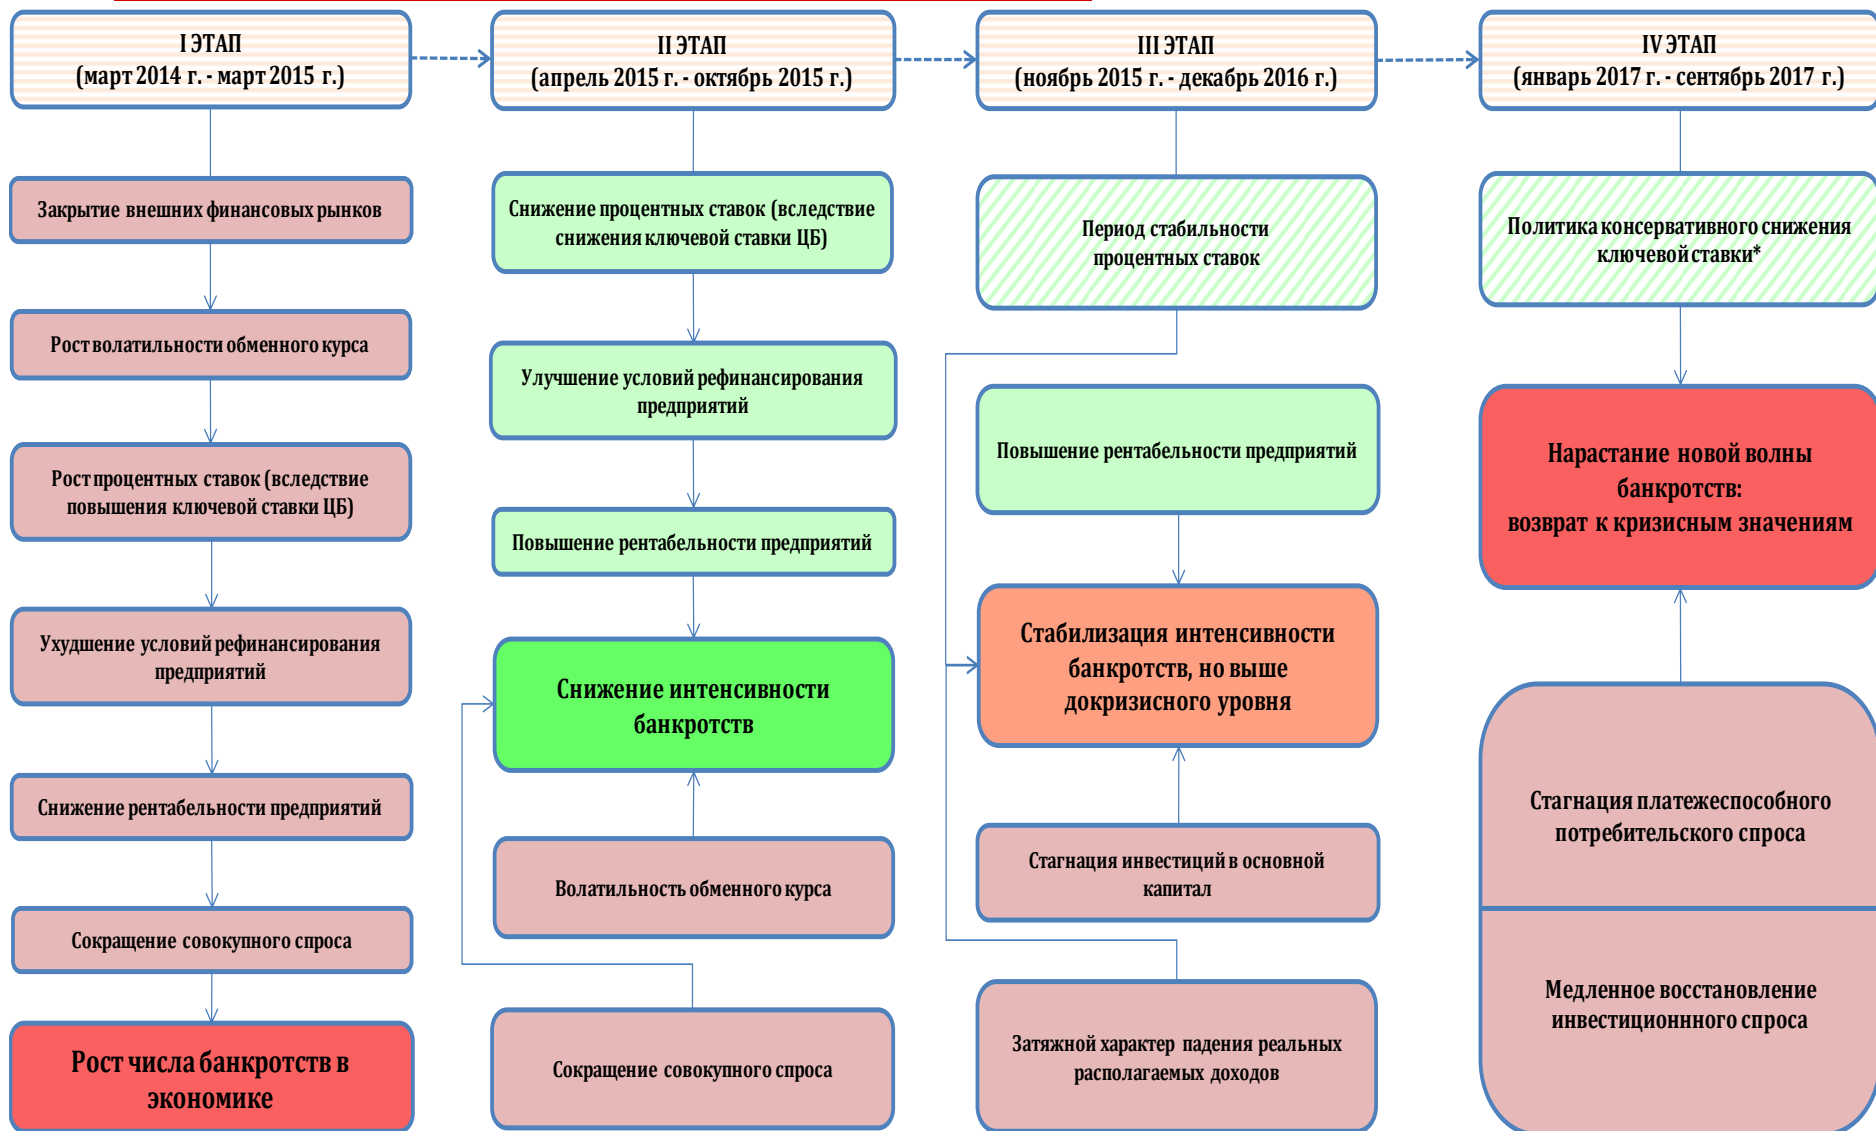 I ЭТАП
(март 2014 г. - март 2015 г.)
Закрытие внешних финансовых рынков
Рост волатильности обменного курса
Рост процентных ставок (вследствие
повышения ключевой ставки ЦБ)
Ухудшение условий рефинансирования
предприятий
Снижение рентабельности предприятий
Сокращение совокупного спроса
Рост числа банкротств в
экономике
II ЭТАП
(апрель 2015 г. - октябрь 2015 г.)
Снижение процентных ставок (вследствие
снижения ключевой ставки ЦБ)
Улучшение условий рефинансирования
предприятий
Повышение рентабельности предприятий
Снижение интенсивности
банкротств
Волатильность обменного курса
Сокращение совокупного спроса
III ЭТАП
(ноябрь 2015 г. - декабрь 2016 г.)
Период стабильности
процентных ставок
Повышение рентабельности предприятий
Стабилизация интенсивности
банкротств, но выше
докризисного уровня
Стагнация инвестиций в основной
капитал
Затяжной характер падения реальных
располагаемых доходов
IV ЭТАП
(январь 2017 г. - сентябрь 2017 г.)
Политика консервативного снижения
ключевой ставки*
Нарастание новой волны
банкротств:
возврат к кризисным значениям
Стагнация платежеспособного
потребительского спроса
Медленное восстановление
инвестиционнного спроса